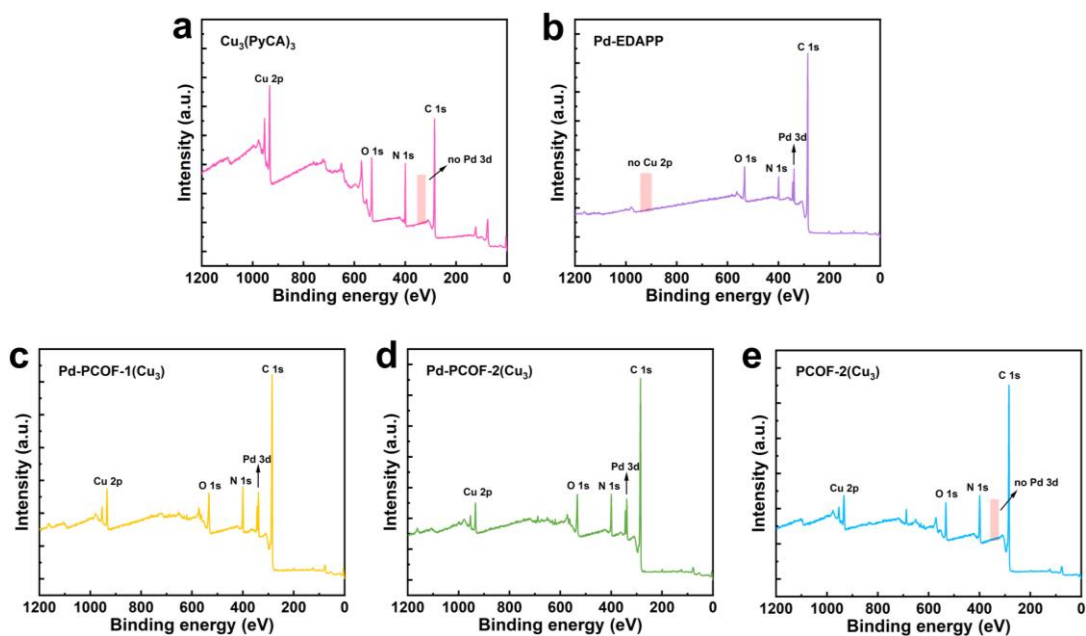 a
Cu₃(PyCA)₃
Cu 2p
O 1s
N 1s
C 1s
no Pd 3d
Intensity (a.u.)
1200 1000 800 600 400 200 0
Binding energy (eV)
b
Pd-EDAPP
C 1s
Pd 3d
O 1s
N 1s
no Cu 2p
Intensity (a.u.)
1200 1000 800 600 400 200 0
Binding energy (eV)
c
Pd-PCOF-1(Cu₃)
C 1s
Pd 3d
Cu 2p
O 1s
N 1s
Intensity (a.u.)
1200 1000 800 600 400 200 0
Binding energy (eV)
d
Pd-PCOF-2(Cu₃)
C 1s
Pd 3d
Cu 2p
O 1s
N 1s
Intensity (a.u.)
1200 1000 800 600 400 200 0
Binding energy (eV)
e
PCOF-2(Cu₃)
C 1s
Cu 2p
O 1s
N 1s
no Pd 3d
Intensity (a.u.)
1200 1000 800 600 400 200 0
Binding energy (eV)